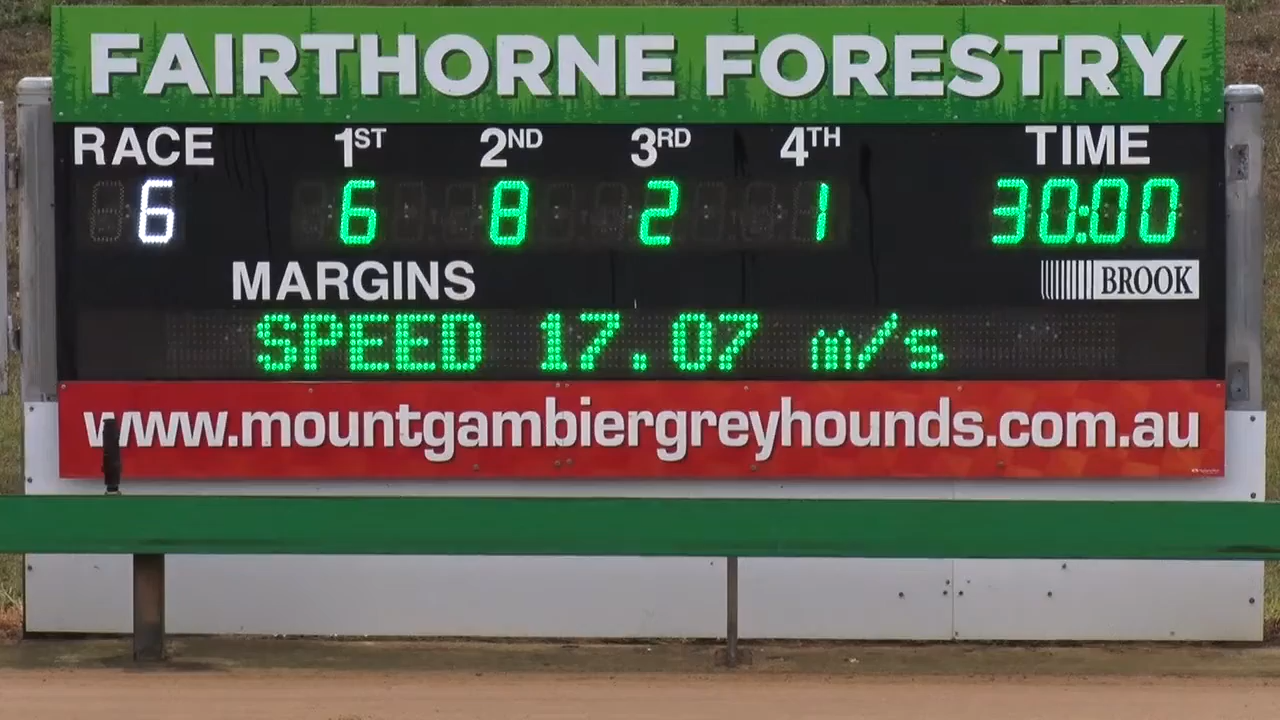 FAIRTHORNE FORESTRY
RACE 1ST 2ND 3RD 4TH TIME
6 6 8 2 1 30:00
MARGINS BROOK
SPEED 17.07 m/s
www.mountgambiergreyhounds.com.au